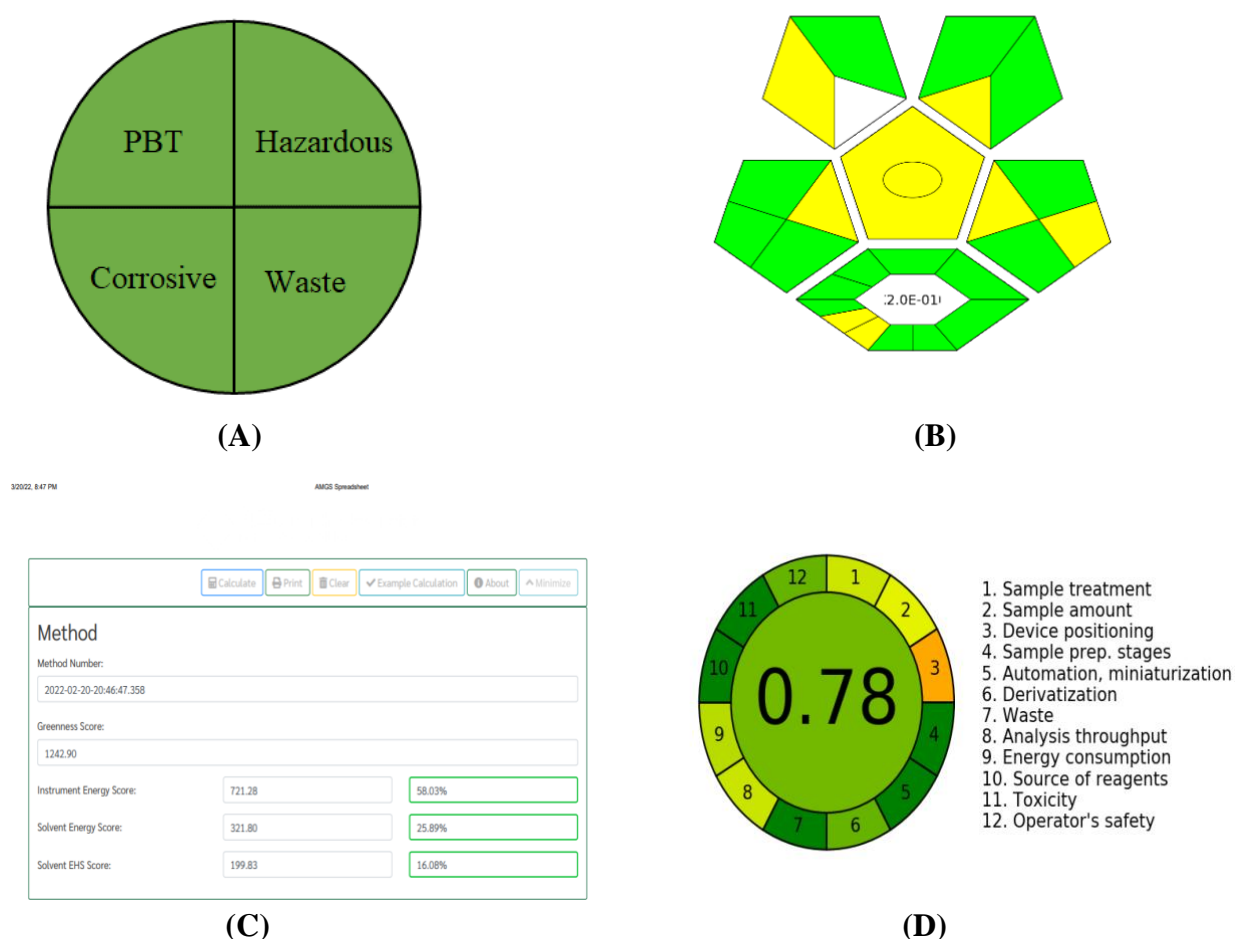 PBT
Hazardous
Corrosive
Waste
(A)
(B)
3/20/22, 8:47 PM
AMGS Spreadsheet
Calculate
Print
Clear
Example Calculation
About
Minimize
Method
Method Number:
2022-02-20-20:46:47.358
Greenness Score:
1242.90
Instrument Energy Score:
721.28
58.03%
Solvent Energy Score:
321.80
25.89%
Solvent EHS Score:
199.83
16.08%
(C)
12
1
11
2
10
3
0.78
9
4
8
5
7
6
1. Sample treatment
2. Sample amount
3. Device positioning
4. Sample prep. stages
5. Automation, miniaturization
6. Derivatization
7. Waste
8. Analysis throughput
9. Energy consumption
10. Source of reagents
11. Toxicity
12. Operator's safety
(D)